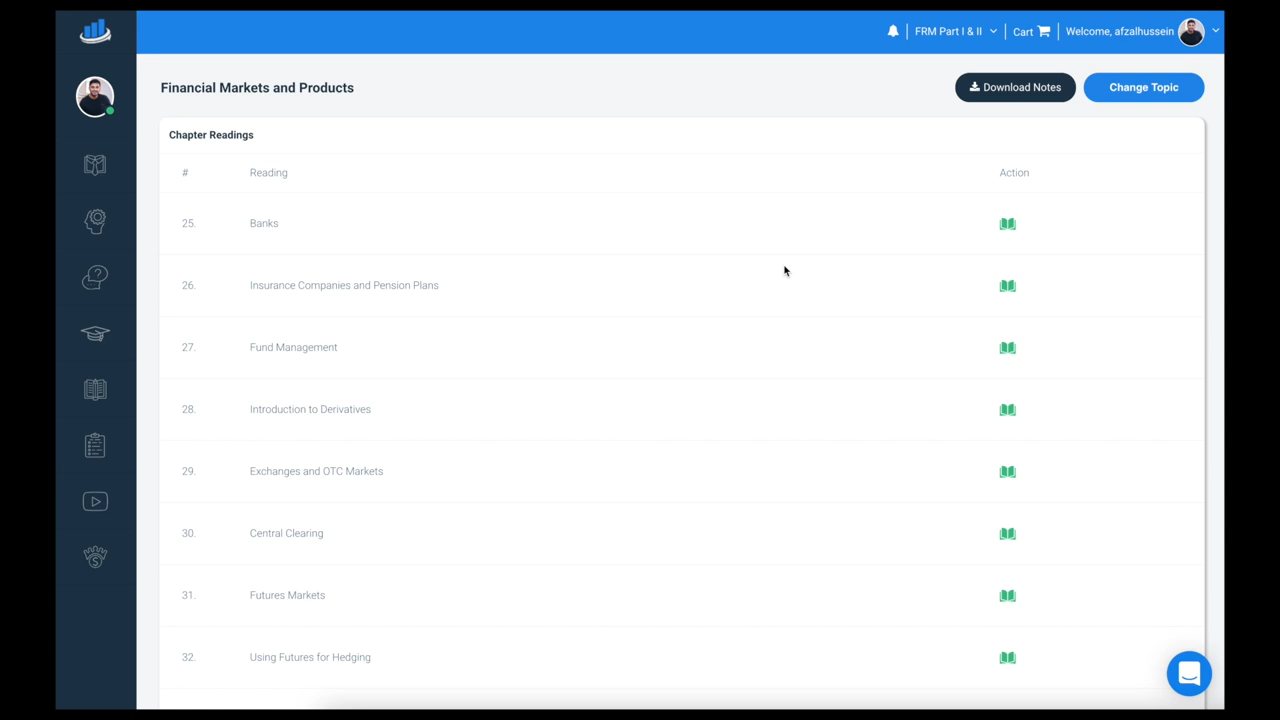 FRM Part I & II
Cart
Welcome, afzalhussein
Financial Markets and Products
Download Notes
Change Topic
Chapter Readings
# Reading Action
25. Banks
26. Insurance Companies and Pension Plans
27. Fund Management
28. Introduction to Derivatives
29. Exchanges and OTC Markets
30. Central Clearing
31. Futures Markets
32. Using Futures for Hedging